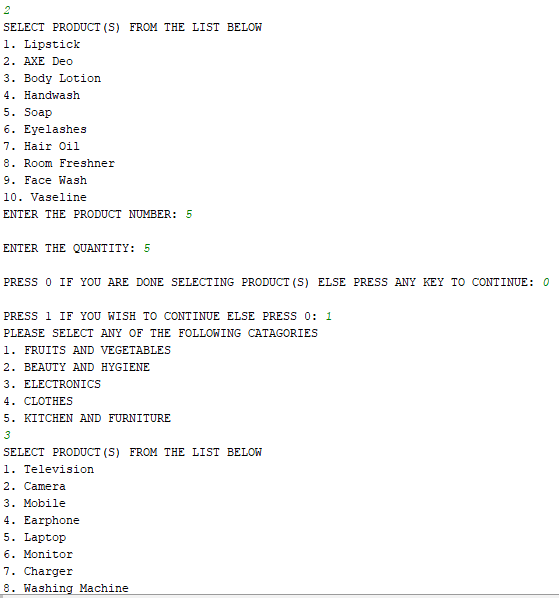 2
SELECT PRODUCT(S) FROM THE LIST BELOW
1. Lipstick
2. AXE Deo
3. Body Lotion
4. Handwash
5. Soap
6. Eyelashes
7. Hair Oil
8. Room Freshner
9. Face Wash
10. Vaseline
ENTER THE PRODUCT NUMBER: 5
ENTER THE QUANTITY: 5
PRESS 0 IF YOU ARE DONE SELECTING PRODUCT(S) ELSE PRESS ANY KEY TO CONTINUE: 0
PRESS 1 IF YOU WISH TO CONTINUE ELSE PRESS 0: 1
PLEASE SELECT ANY OF THE FOLLOWING CATAGORIES
1. FRUITS AND VEGETABLES
2. BEAUTY AND HYGIENE
3. ELECTRONICS
4. CLOTHES
5. KITCHEN AND FURNITURE
3
SELECT PRODUCT(S) FROM THE LIST BELOW
1. Television
2. Camera
3. Mobile
4. Earphone
5. Laptop
6. Monitor
7. Charger
8. Washing Machine